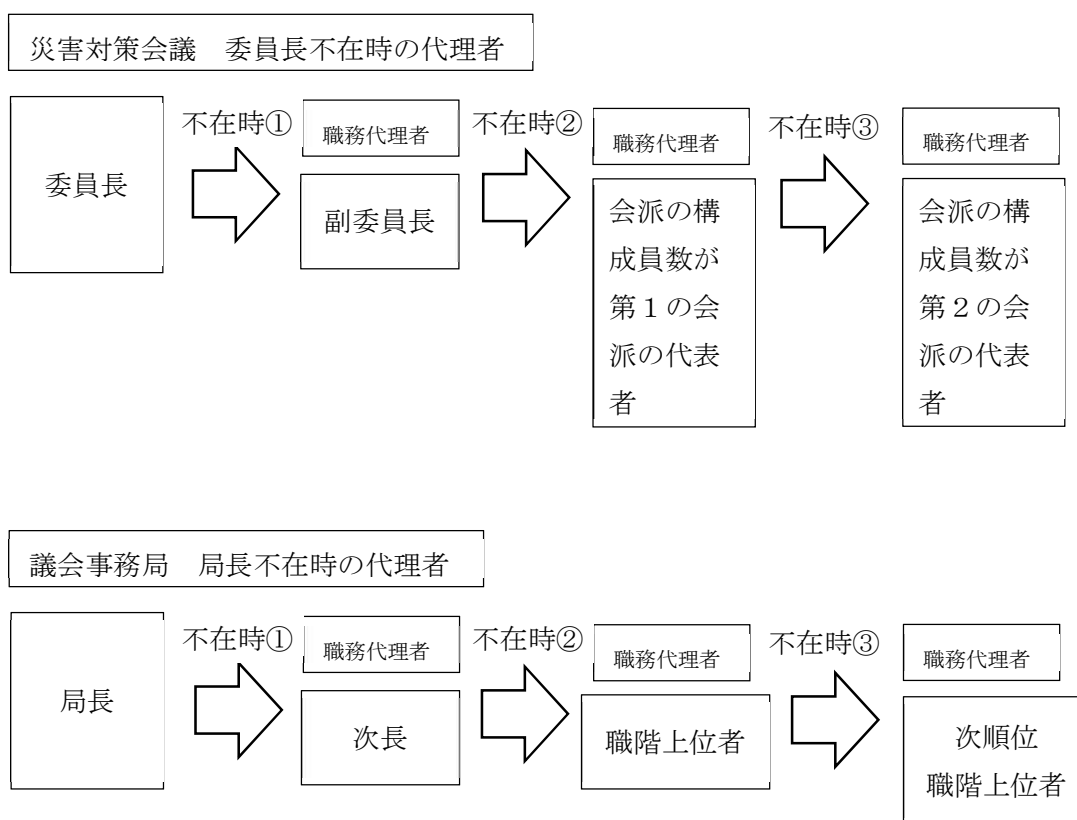 災害対策会議　委員長不在時の代理者
委員長
不在時①
職務代理者
副委員長
不在時②
職務代理者
会派の構
成員数が
第１の会
派の代表
者
不在時③
職務代理者
会派の構
成員数が
第２の会
派の代表
者
議会事務局　局長不在時の代理者
局長
不在時①
職務代理者
次長
不在時②
職務代理者
職階上位者
不在時③
職務代理者
次順位
職階上位者